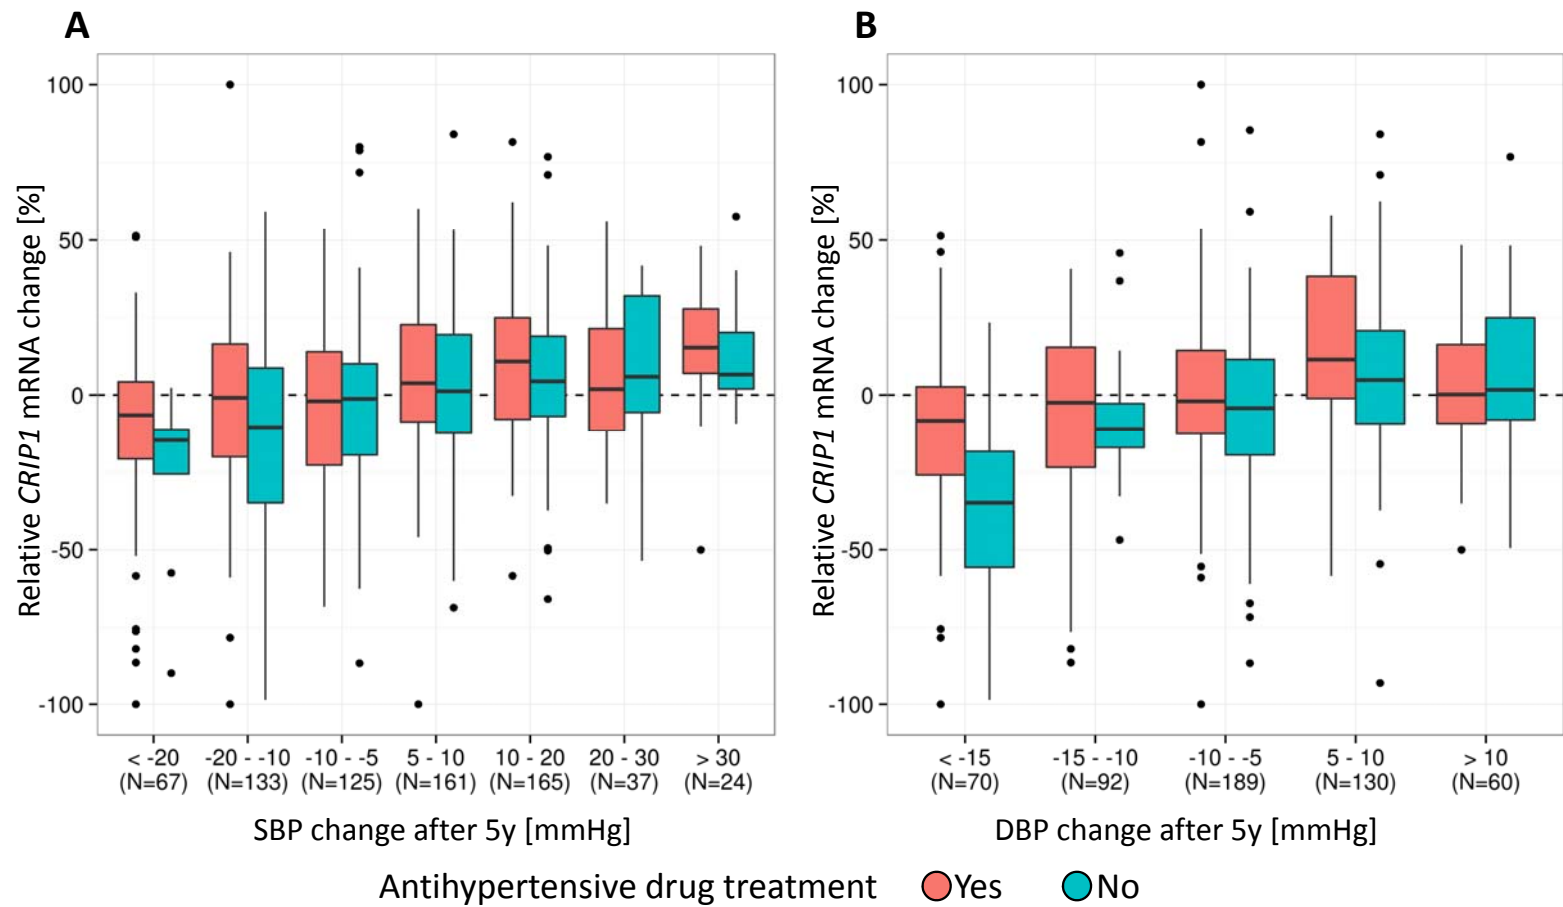 A
B
Relative CRIP1 mRNA change [%]
100
50
0
-50
-100
< -20 -20 - -10 -10 - -5 5 - 10 10 - 20 20 - 30 > 30
(N=67) (N=133) (N=125) (N=161) (N=165) (N=37) (N=24)
SBP change after 5y [mmHg]
Relative CRIP1 mRNA change [%]
100
50
0
-50
-100
< -15 -15 - -10 -10 - -5 5 - 10 > 10
(N=70) (N=92) (N=189) (N=130) (N=60)
DBP change after 5y [mmHg]
Antihypertensive drug treatment Yes No